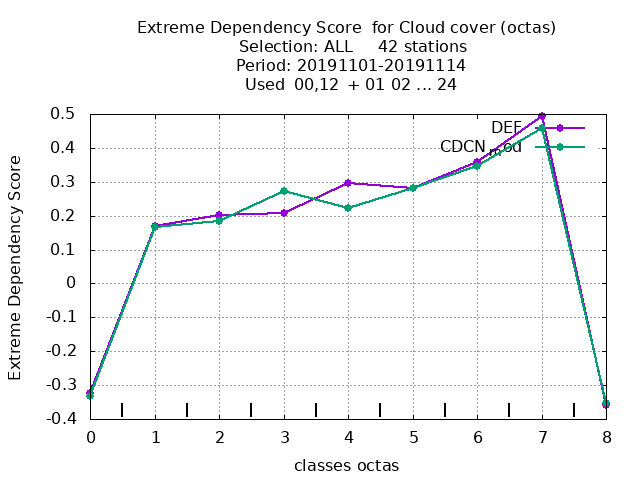 Extreme Dependency Score  for Cloud cover (octas)
Selection: ALL     42 stations
Period: 20191101-20191114
Used  00,12  + 01 02 ... 24
0.5
0.4
0.3
0.2
0.1
0
-0.1
-0.2
-0.3
-0.4
Extreme Dependency Score
DEF
CDCN_mod
0 1 2 3 4 5 6 7 8
classes octas